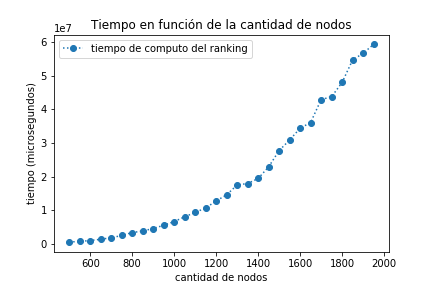 Tiempo en función de la cantidad de nodos
1e7
tiempo de computo del ranking
6
5
4
3
2
1
0
tiempo (microsegundos)
600 800 1000 1200 1400 1600 1800 2000
cantidad de nodos